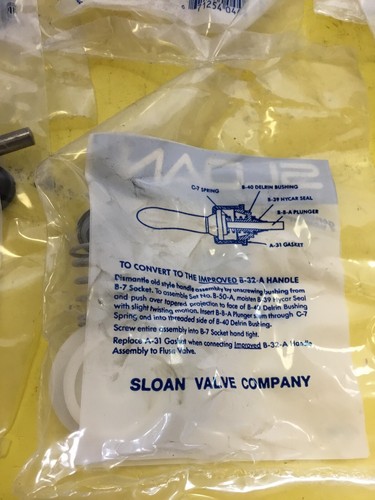 SLOAN
C-7 SPRING
B-40 DELRIN BUSHING
B-39 HYCAR SEAL
B-8-A PLUNGER
A-31 GASKET
TO CONVERT TO THE IMPROVED B-32-A HANDLE
Dismantle old style handle assembly by unscrewing bushing from
B-7 Socket. To assemble Set No. B-50-A, moisten B-39 Hycar Seal
and push over tapered projection to face of B-40 Delrin Bushing
with slight twisting motion. Insert B-8-A Plunger stem through C-7
Spring and into threaded side of B-40 Delrin Bushing.
Screw entire assembly into B-7 Socket hand tight.
Replace A-31 Gasket when connecting Improved B-32-A Handle
Assembly to Flush Valve.
SLOAN VALVE COMPANY